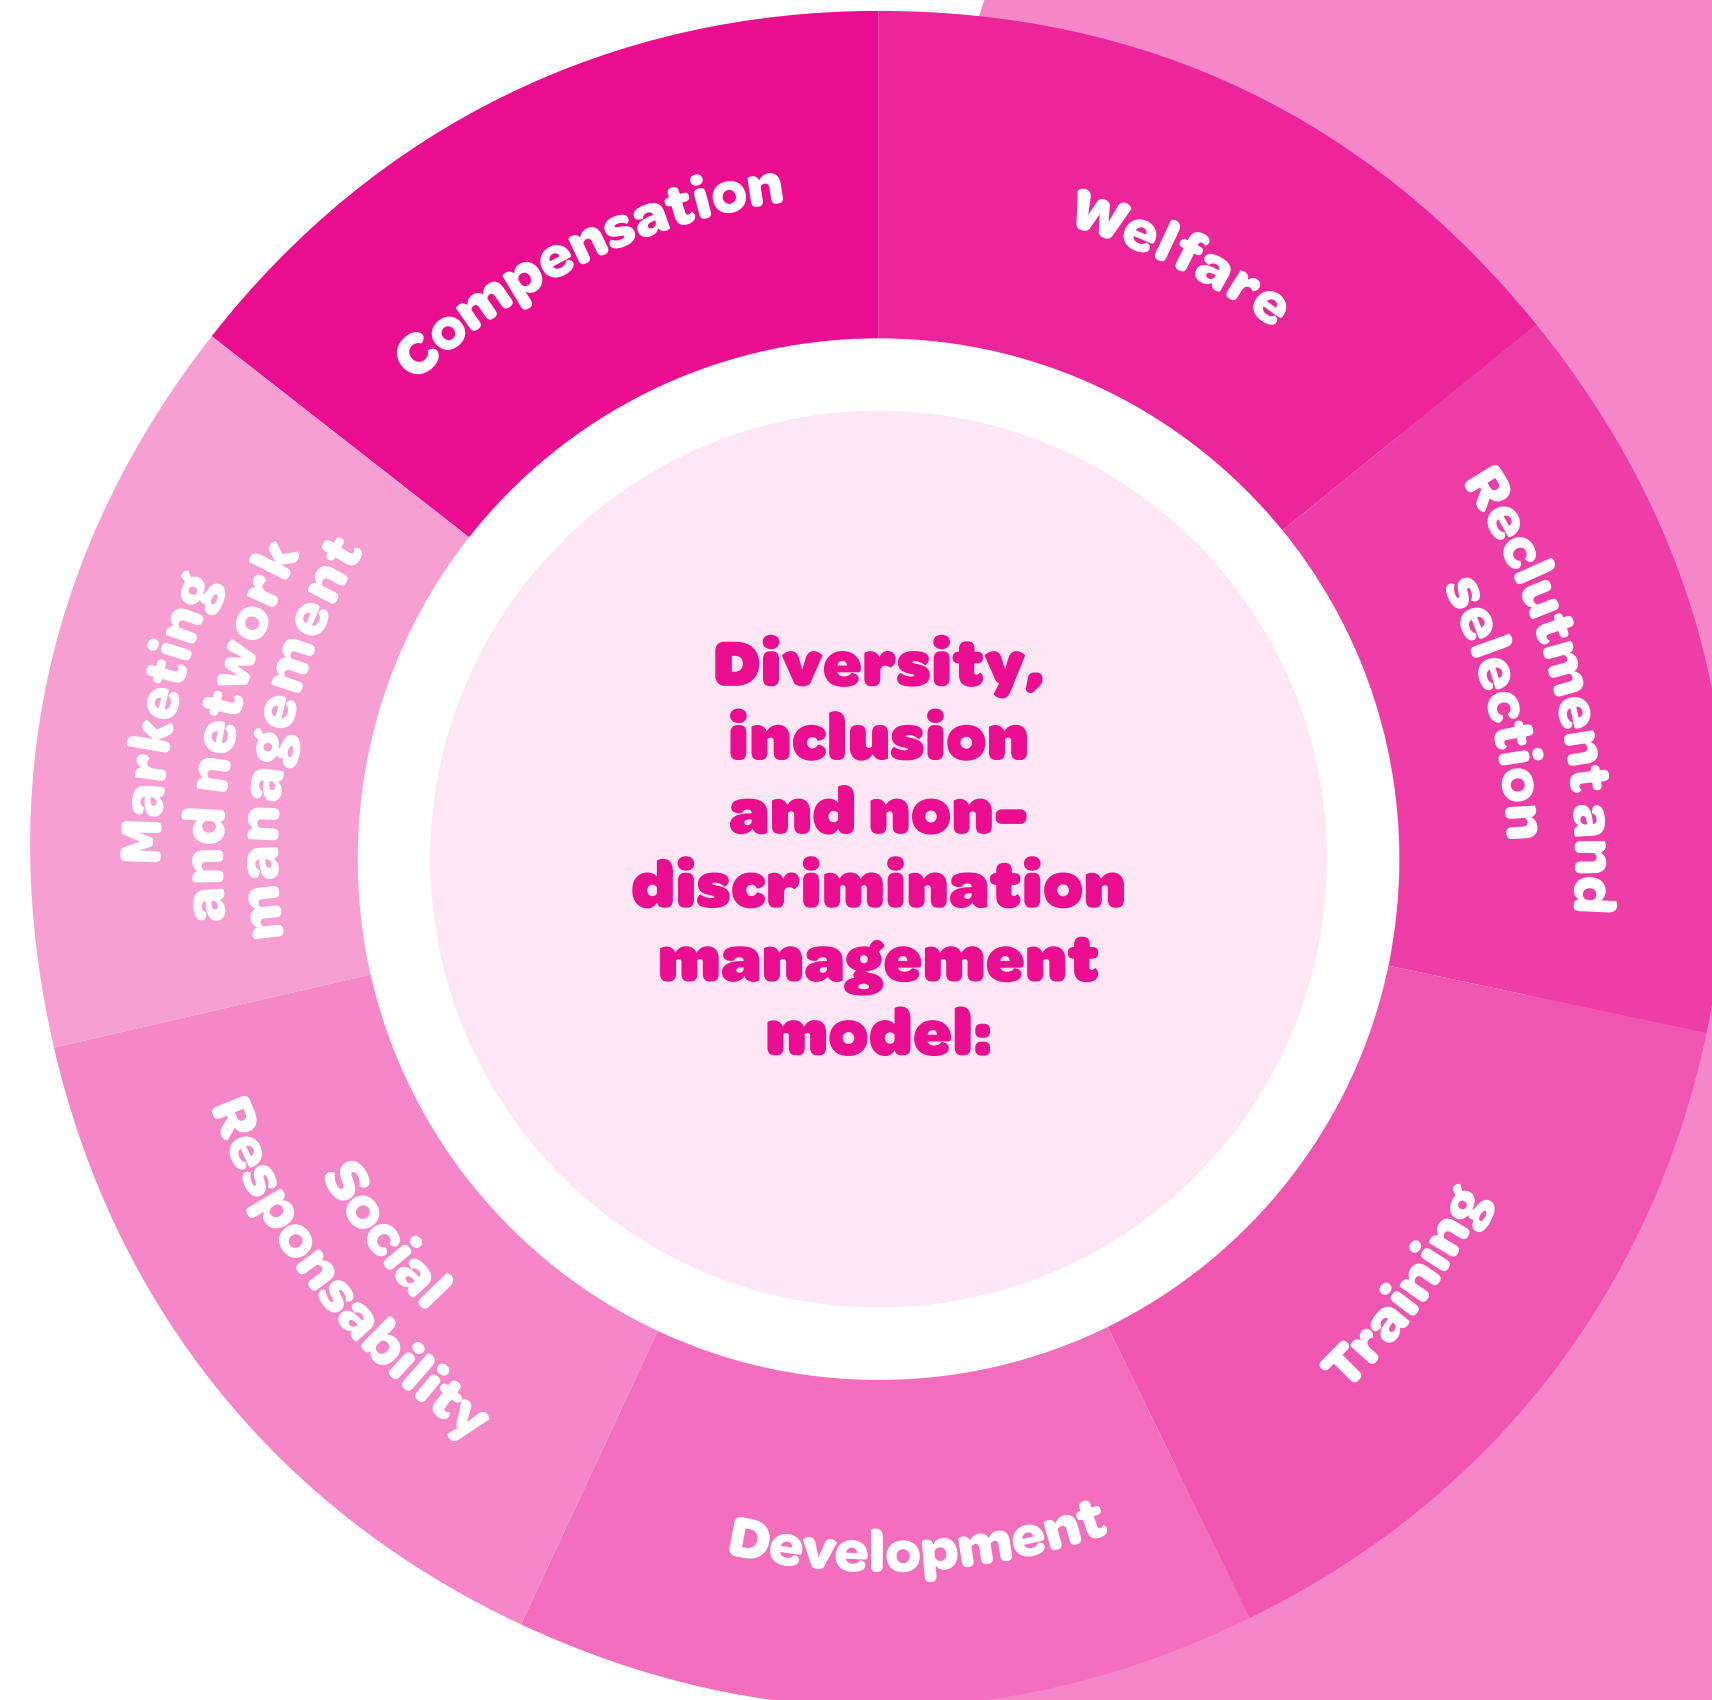 Compensation
Welfare
Reclutment and
selection
Training
Development
Social
Responsability
Marketing
and network
management
Diversity,
inclusion
and non-
discrimination
management
model: